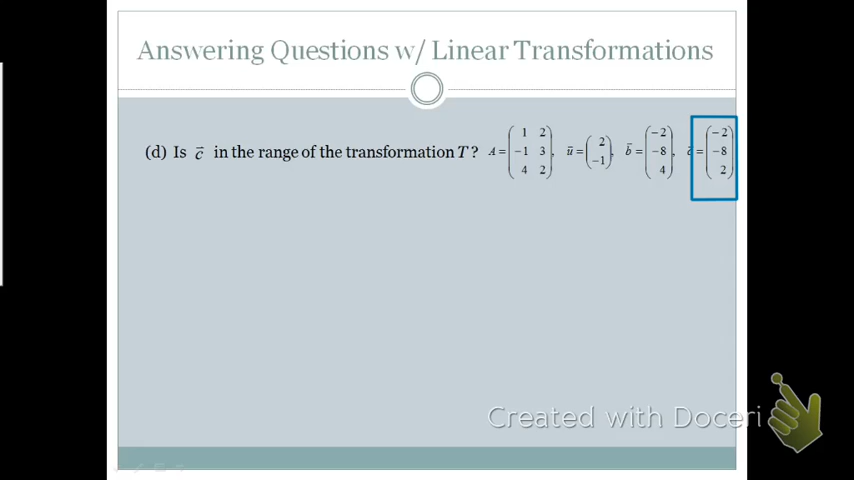 Answering Questions w/ Linear Transformations
(d) Is c⃗ in the range of the transformation T? A = ( 1 2 ; −1 3 ; 4 2 ), u⃗ = ( 2 ; −1 ), b⃗ = ( −2 ; −8 ; 4 ), c⃗ = ( −2 ; −8 ; 2 )
Created with Doceri